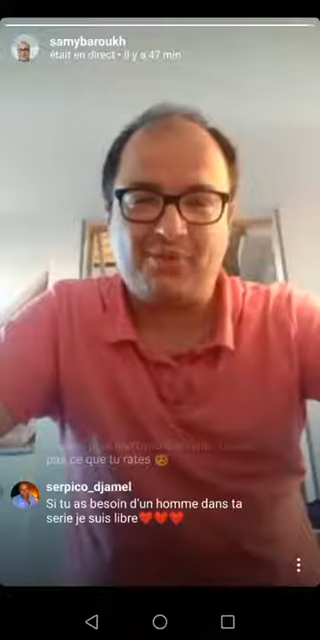 samybaroukh
était en direct • il y a 47 min
pas ce que tu rates 😢
serpico_djamel
Si tu as besoin d'un homme dans ta
serie je suis libre❤️❤️❤️